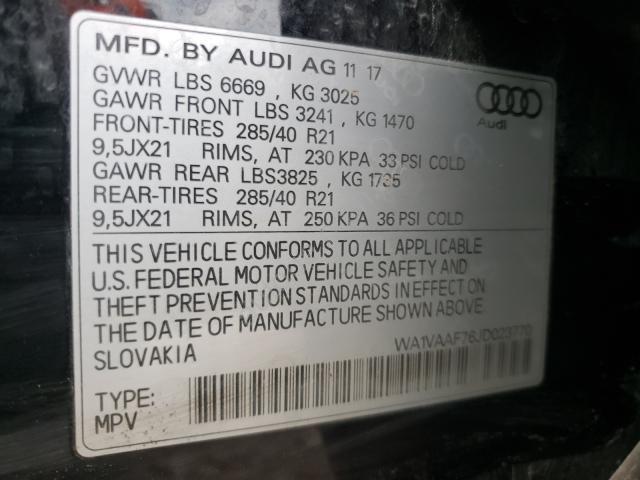 MFD. BY AUDI AG 11 17
GVWR LBS 6669 , KG 3025
GAWR FRONT LBS 3241 , KG 1470
FRONT-TIRES 285/40 R21
9,5JX21 RIMS, AT 230 KPA 33 PSI COLD
GAWR REAR LBS3825 , KG 1735
REAR-TIRES 285/40 R21
9,5JX21 RIMS, AT 250 KPA 36 PSI COLD
Audi
THIS VEHICLE CONFORMS TO ALL APPLICABLE
U.S. FEDERAL MOTOR VEHICLE SAFETY AND
THEFT PREVENTION STANDARDS IN EFFECT ON
THE DATE OF MANUFACTURE SHOWN ABOVE
SLOVAKIA
WA1VAAF76JD023770
TYPE:
MPV